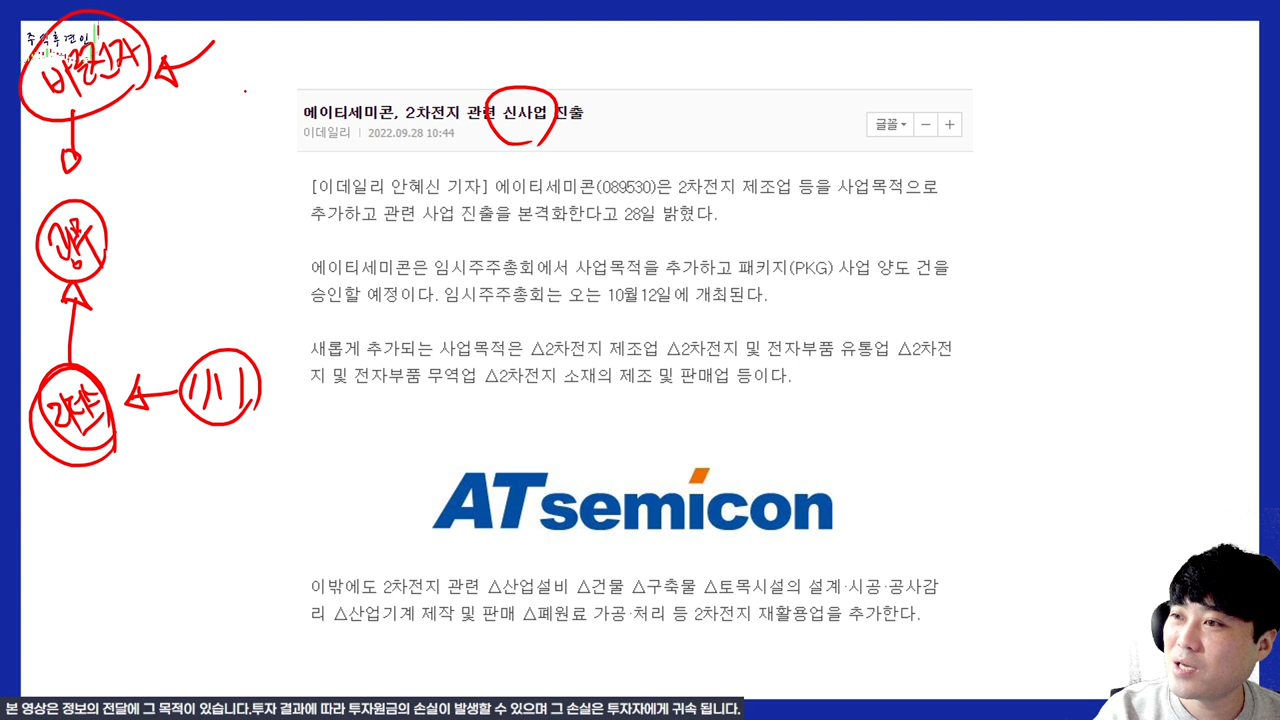 주식후견인
에이티세미콘, 2차전지 관련 신사업 진출
이데일리 | 2022.09.28 10:44
글꼴 - +
[이데일리 안혜신 기자] 에이티세미콘(089530)은 2차전지 제조업 등을 사업목적으로
추가하고 관련 사업 진출을 본격화한다고 28일 밝혔다.
에이티세미콘은 임시주주총회에서 사업목적을 추가하고 패키지(PKG) 사업 양도 건을
승인할 예정이다. 임시주주총회는 오는 10월12일에 개최된다.
새롭게 추가되는 사업목적은 △2차전지 제조업 △2차전지 및 전자부품 유통업 △2차전
지 및 전자부품 무역업 △2차전지 소재의 제조 및 판매업 등이다.
ATsemicon
이밖에도 2차전지 관련 △산업설비 △건물 △구축물 △토목시설의 설계·시공·공사감
리 △산업기계 제작 및 판매 △폐원료 가공·처리 등 2차전지 재활용업을 추가한다.
본 영상은 정보의 전달에 그 목적이 있습니다.투자 결과에 따라 투자원금의 손실이 발생할 수 있으며 그 손실은 투자자에게 귀속 됩니다.